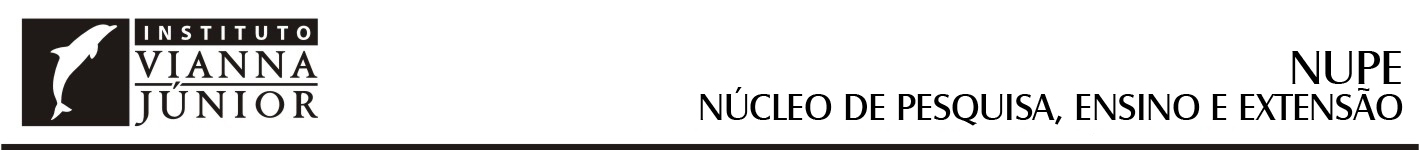 INSTITUTO
VIANNA
JÚNIOR
NUPE
NÚCLEO DE PESQUISA, ENSINO E EXTENSÃO